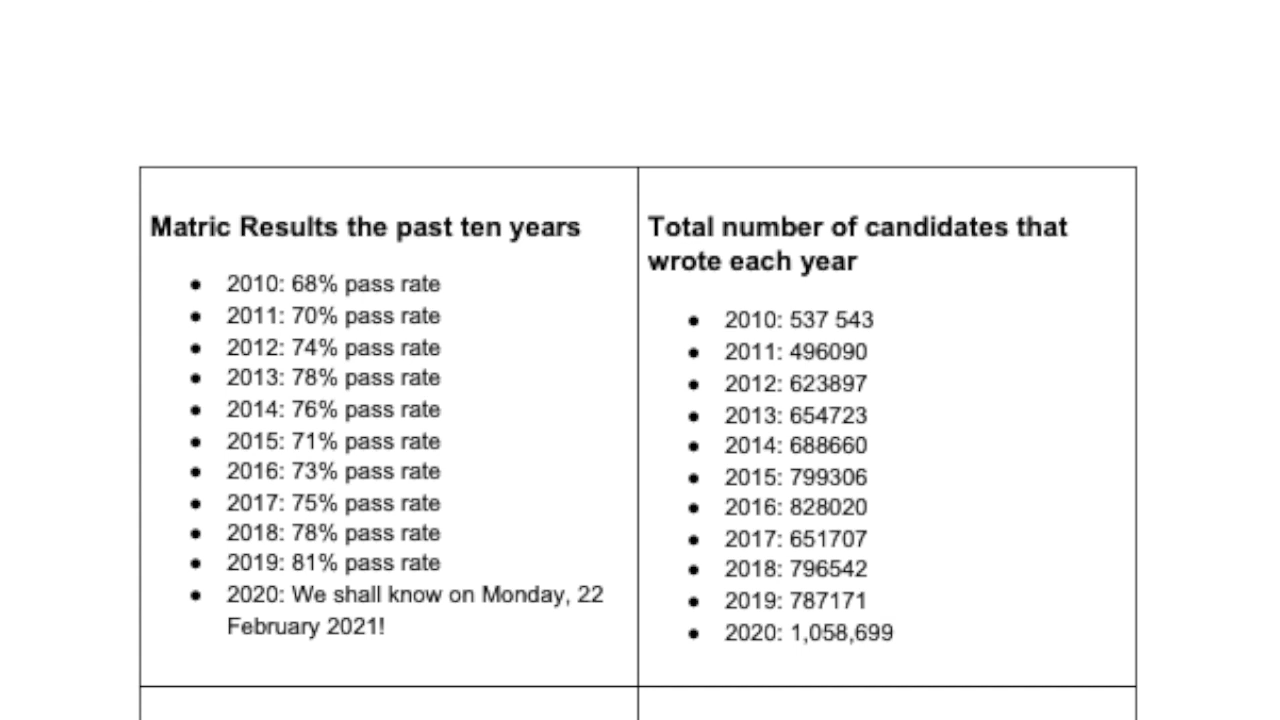 Matric Results the past ten years
● 2010: 68% pass rate
● 2011: 70% pass rate
● 2012: 74% pass rate
● 2013: 78% pass rate
● 2014: 76% pass rate
● 2015: 71% pass rate
● 2016: 73% pass rate
● 2017: 75% pass rate
● 2018: 78% pass rate
● 2019: 81% pass rate
● 2020: We shall know on Monday, 22
February 2021!
Total number of candidates that
wrote each year
● 2010: 537 543
● 2011: 496090
● 2012: 623897
● 2013: 654723
● 2014: 688660
● 2015: 799306
● 2016: 828020
● 2017: 651707
● 2018: 796542
● 2019: 787171
● 2020: 1,058,699